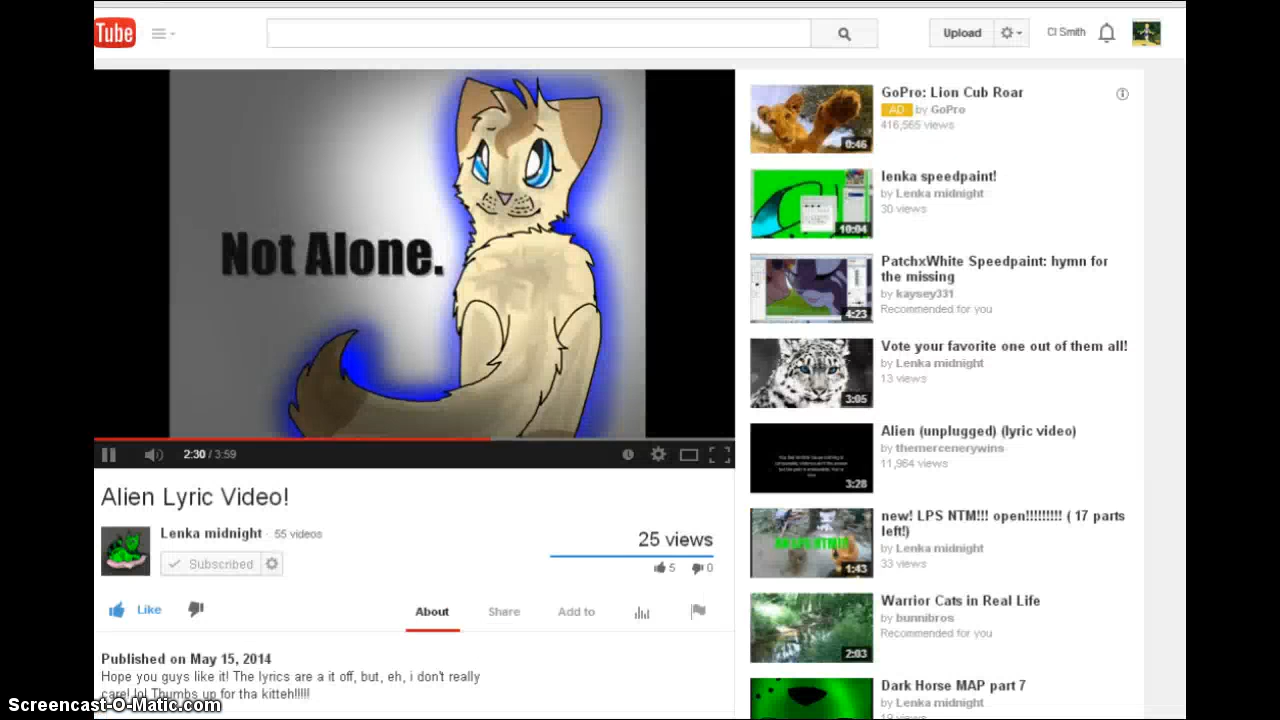 Tube
Upload
Cl Smith
Not Alone.
2:30 / 3:59
Alien Lyric Video!
Lenka midnight · 55 videos
Subscribed
25 views
5 0
Like
About Share Add to
Published on May 15, 2014
Hope you guys like it! The lyrics are a it off, but, eh, i don't really
care! lol Thumbs up for tha kitteh!!!!!
GoPro: Lion Cub Roar
AD by GoPro
416,565 views
0:46
lenka speedpaint!
by Lenka midnight
30 views
10:04
PatchxWhite Speedpaint: hymn for
the missing
by kaysey331
Recommended for you
4:23
Vote your favorite one out of them all!
by Lenka midnight
13 views
3:05
Alien (unplugged) (lyric video)
by themercenerywins
11,964 views
3:28
new! LPS NTM!!! open!!!!!!!!! ( 17 parts
left!)
by Lenka midnight
33 views
1:43
Warrior Cats in Real Life
by bunnibros
Recommended for you
2:03
Dark Horse MAP part 7
by Lenka midnight
Screencast-O-Matic.com